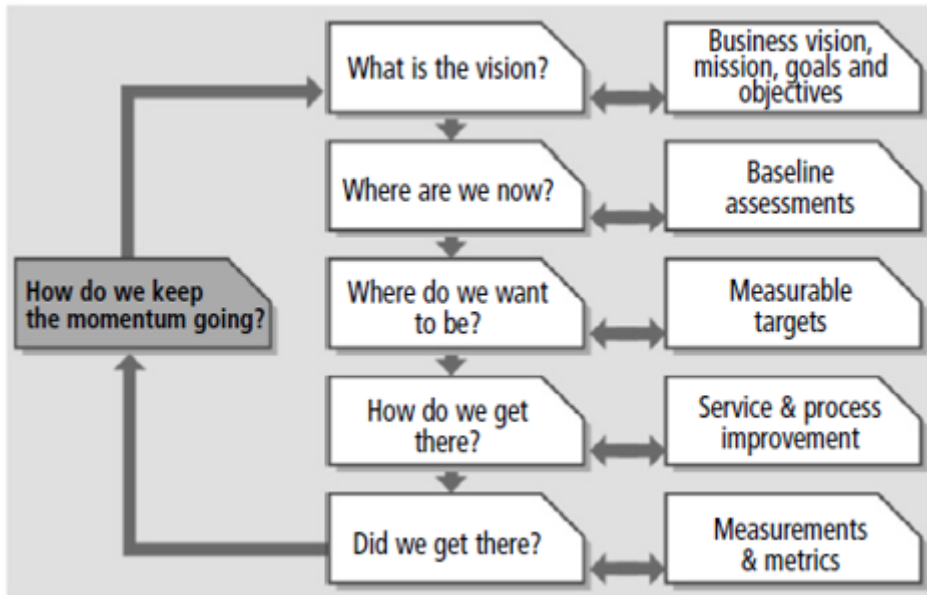 What is the vision?
Business vision,
mission, goals and
objectives
Where are we now?
Baseline
assessments
How do we keep
the momentum going?
Where do we want
to be?
Measurable
targets
How do we get
there?
Service & process
improvement
Did we get there?
Measurements
& metrics